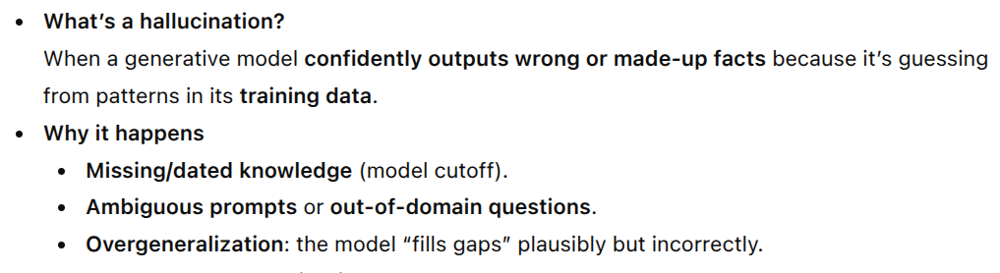 • What’s a hallucination?
When a generative model confidently outputs wrong or made-up facts because it’s guessing
from patterns in its training data.
• Why it happens
• Missing/dated knowledge (model cutoff).
• Ambiguous prompts or out-of-domain questions.
• Overgeneralization: the model “fills gaps” plausibly but incorrectly.